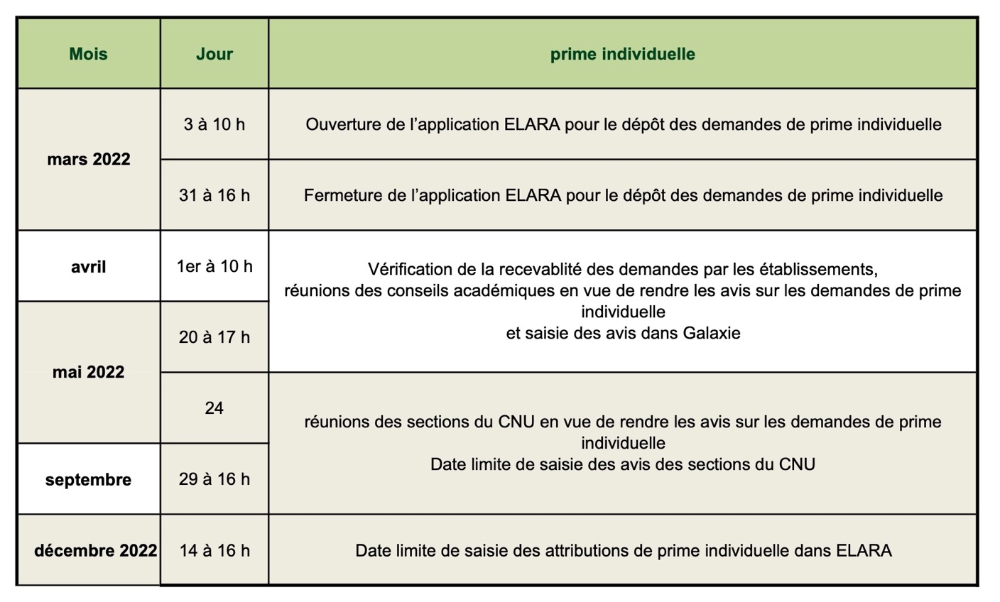 Mois
Jour
prime individuelle
mars 2022
3 à 10 h
Ouverture de l’application ELARA pour le dépôt des demandes de prime individuelle
31 à 16 h
Fermeture de l’application ELARA pour le dépôt des demandes de prime individuelle
avril
1er à 10 h
Vérification de la recevablité des demandes par les établissements,
réunions des conseils académiques en vue de rendre les avis sur les demandes de prime
individuelle
et saisie des avis dans Galaxie
mai 2022
20 à 17 h
24
réunions des sections du CNU en vue de rendre les avis sur les demandes de prime
individuelle
Date limite de saisie des avis des sections du CNU
septembre
29 à 16 h
décembre 2022
14 à 16 h
Date limite de saisie des attributions de prime individuelle dans ELARA